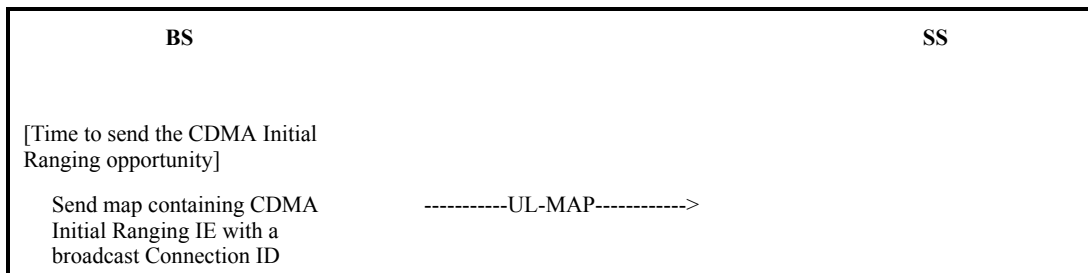 BS SS
[Time to send the CDMA Initial
Ranging opportunity]
Send map containing CDMA -----------UL-MAP------------>
Initial Ranging IE with a
broadcast Connection ID